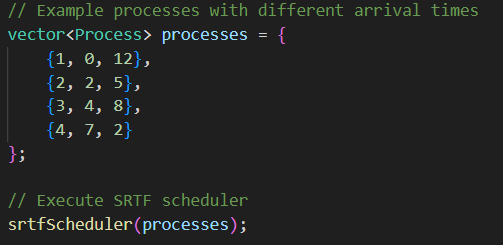 // Example processes with different arrival times
vector<Process> processes = {
    {1, 0, 12},
    {2, 2, 5},
    {3, 4, 8},
    {4, 7, 2}
};

// Execute SRTF scheduler
srtfScheduler(processes);